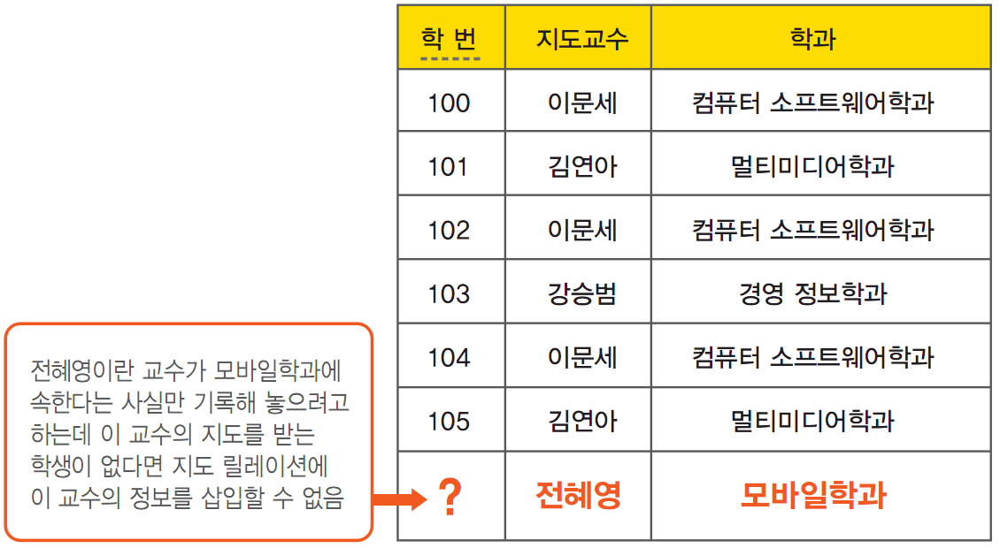 학 번 지도교수 학과
100 이문세 컴퓨터 소프트웨어학과
101 김연아 멀티미디어학과
102 이문세 컴퓨터 소프트웨어학과
103 강승범 경영 정보학과
104 이문세 컴퓨터 소프트웨어학과
105 김연아 멀티미디어학과
? 전혜영 모바일학과
전혜영이란 교수가 모바일학과에
속한다는 사실만 기록해 놓으려고
하는데 이 교수의 지도를 받는
학생이 없다면 지도 릴레이션에
이 교수의 정보를 삽입할 수 없음